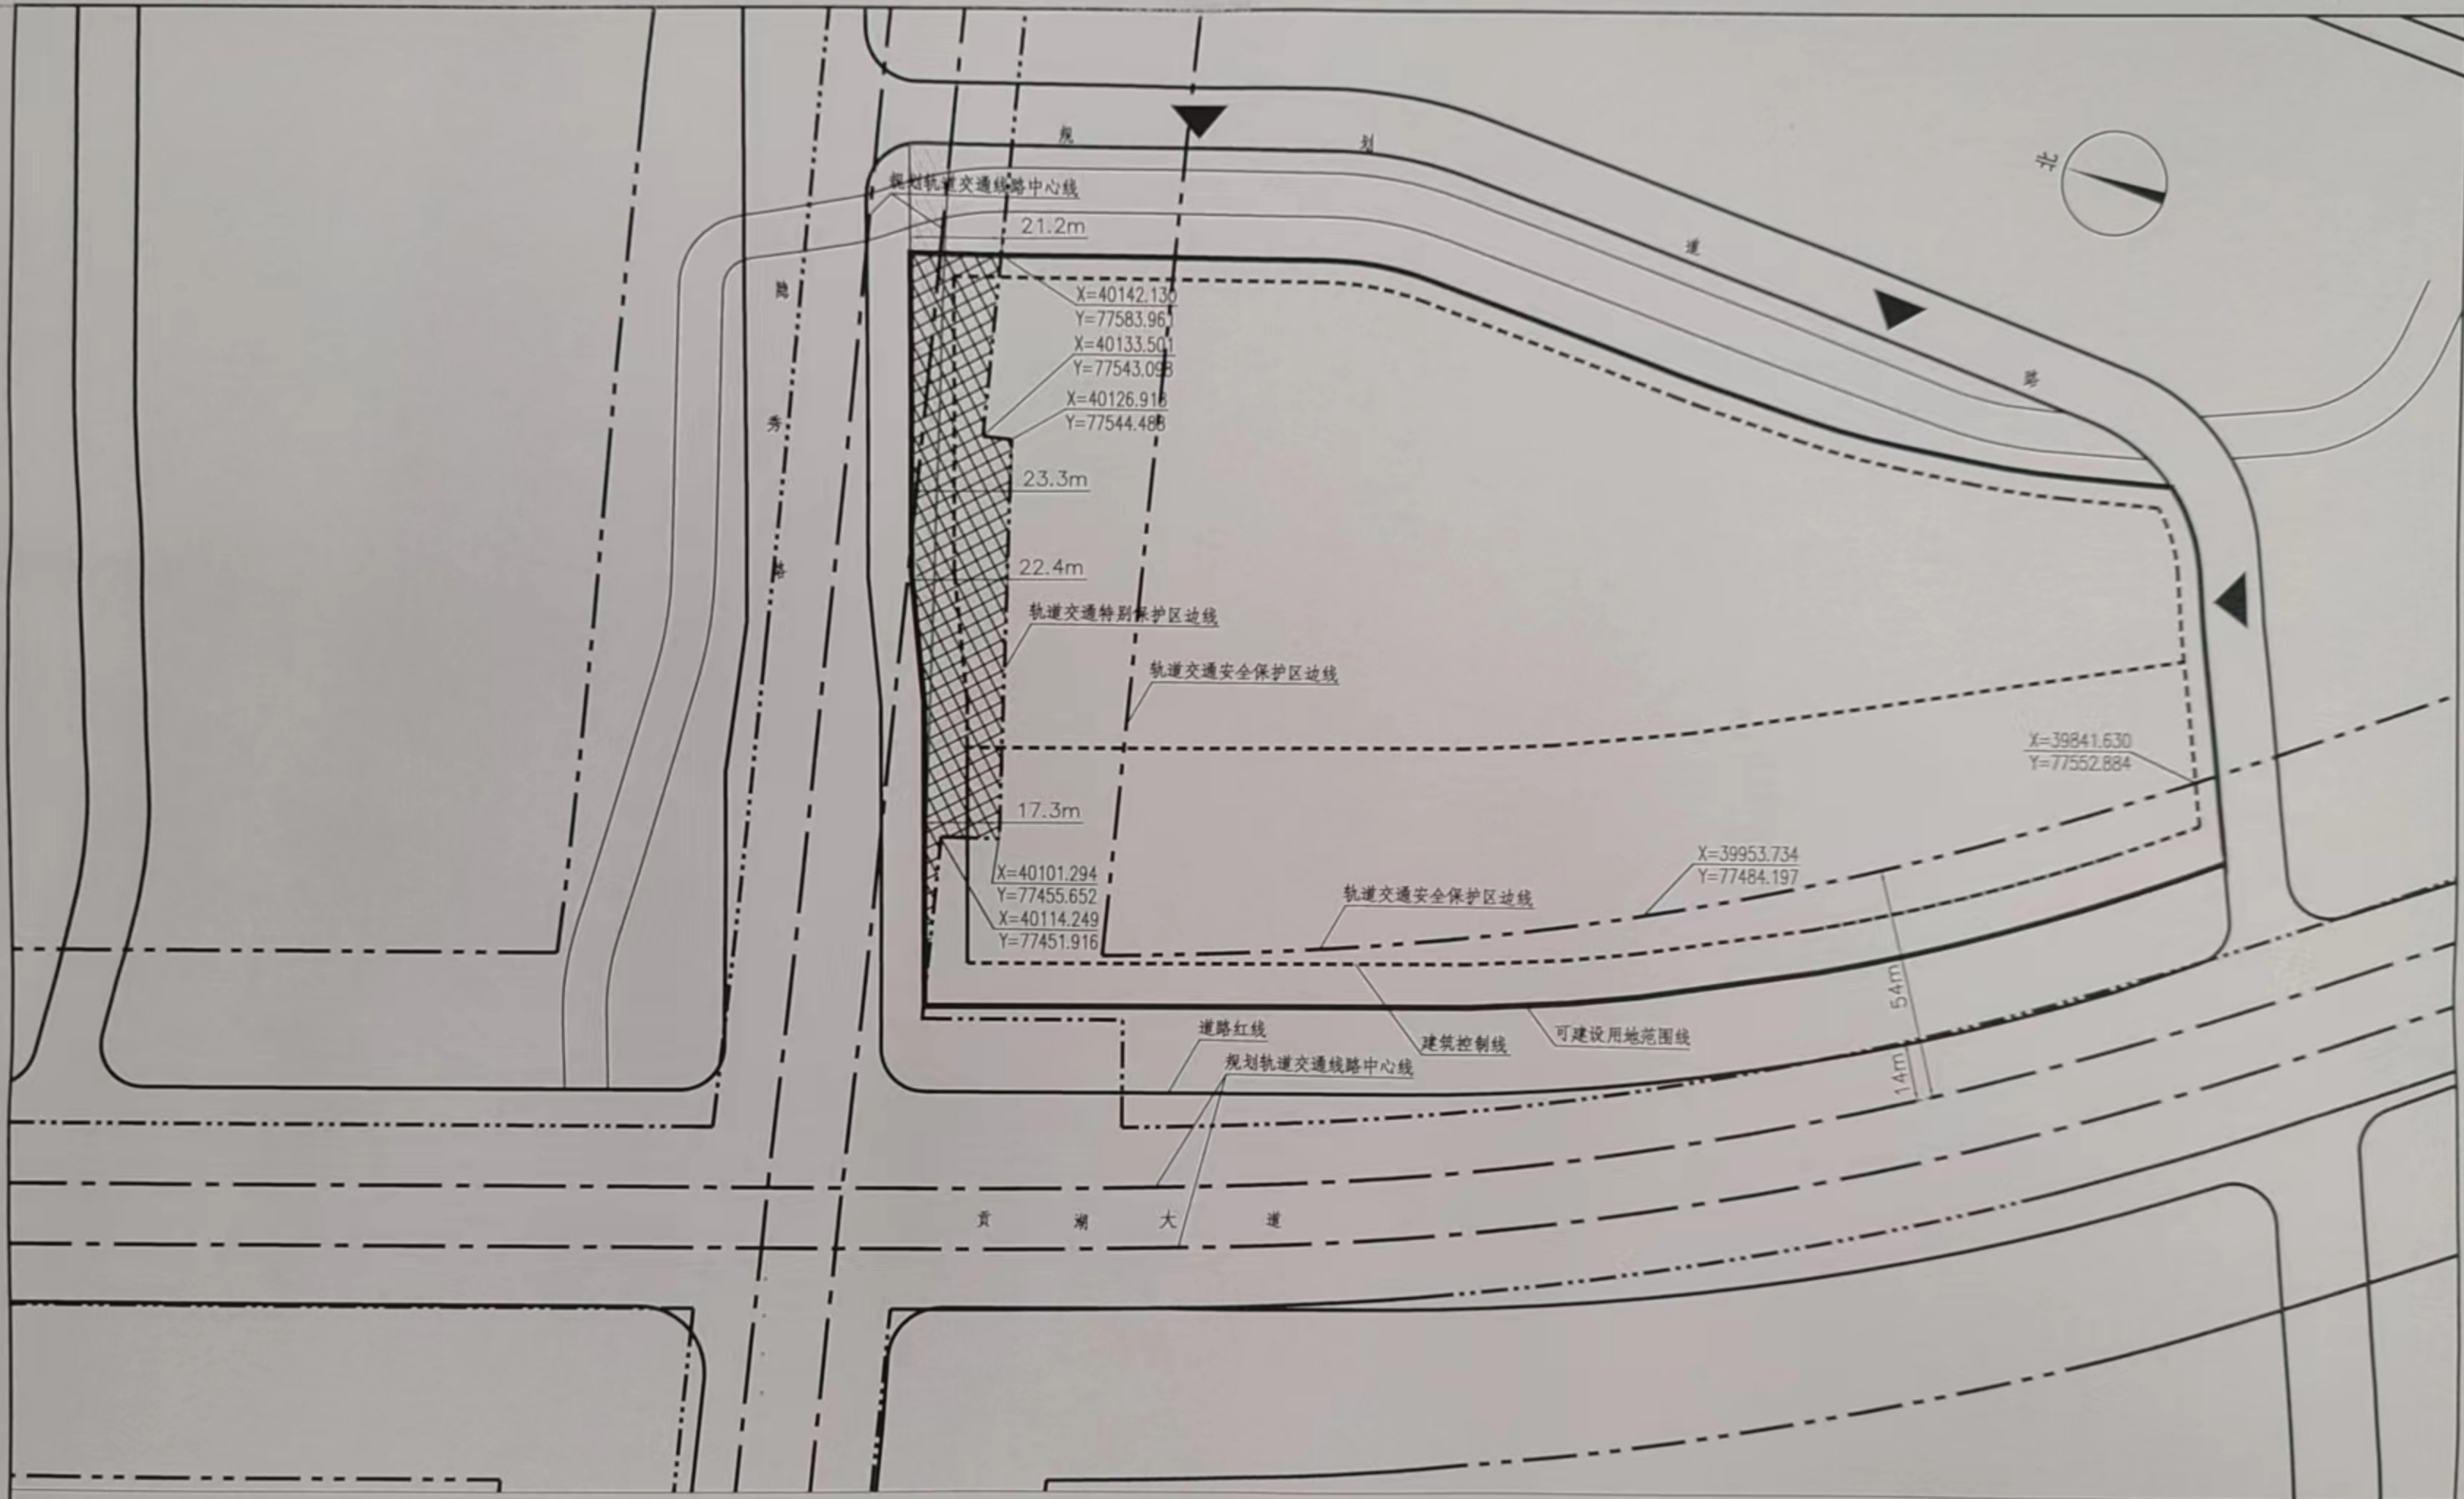 规
划
道
路
北
规划轨道交通线路中心线
21.2m
隐
秀
路
X=40142.130
Y=77583.961
X=40133.501
Y=77543.098
X=40126.918
Y=77544.488
23.3m
22.4m
轨道交通特别保护区边线
轨道交通安全保护区边线
X=39841.630
Y=77552.884
17.3m
X=40101.294
Y=77455.652
X=40114.249
Y=77451.916
X=39953.734
Y=77484.197
轨道交通安全保护区边线
54m
14m
道路红线
建筑控制线
可建设用地范围线
规划轨道交通线路中心线
贡
湖
大
道